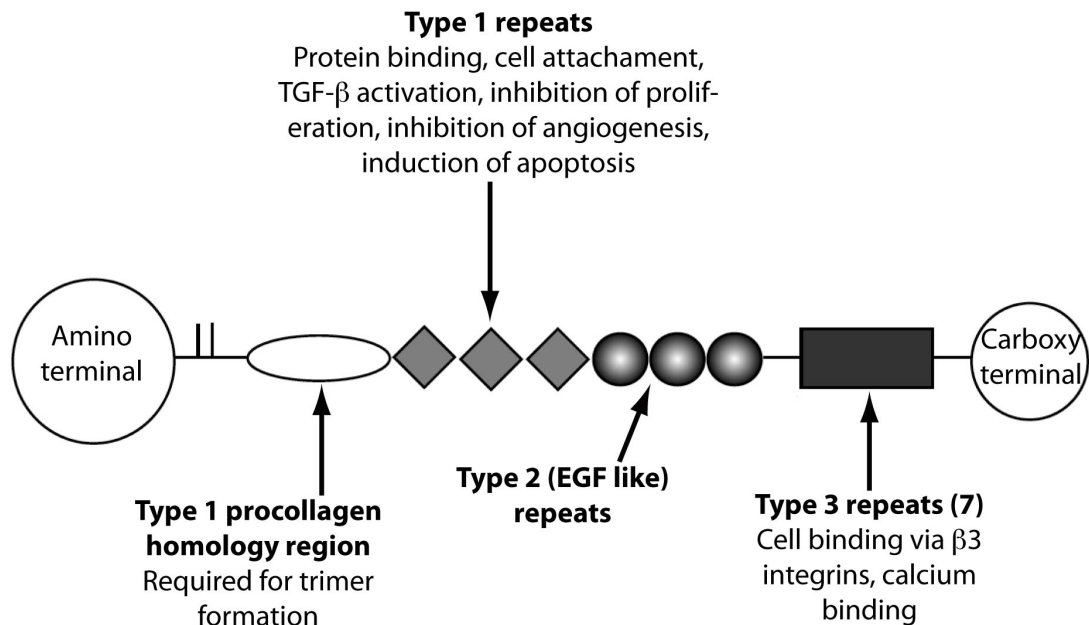 Type 1 repeats
Protein binding, cell attachament,
TGF-β activation, inhibition of prolif-
eration, inhibition of angiogenesis,
induction of apoptosis
Amino
terminal
Carboxy
terminal
Type 2 (EGF like)
repeats
Type 1 procollagen
homology region
Required for trimer
formation
Type 3 repeats (7)
Cell binding via β3
integrins, calcium
binding